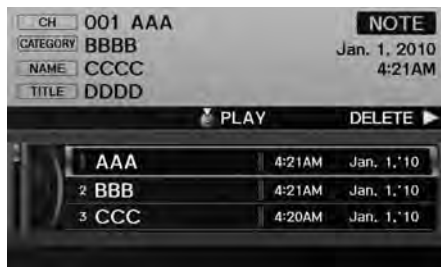 CH 001 AAA NOTE
CATEGORY BBBB Jan. 1, 2010
NAME CCCC 4:21AM
TITLE DDDD
PLAY DELETE
1 AAA 4:21AM Jan. 1,'10
2 BBB 4:21AM Jan. 1,'10
3 CCC 4:20AM Jan. 1,'10